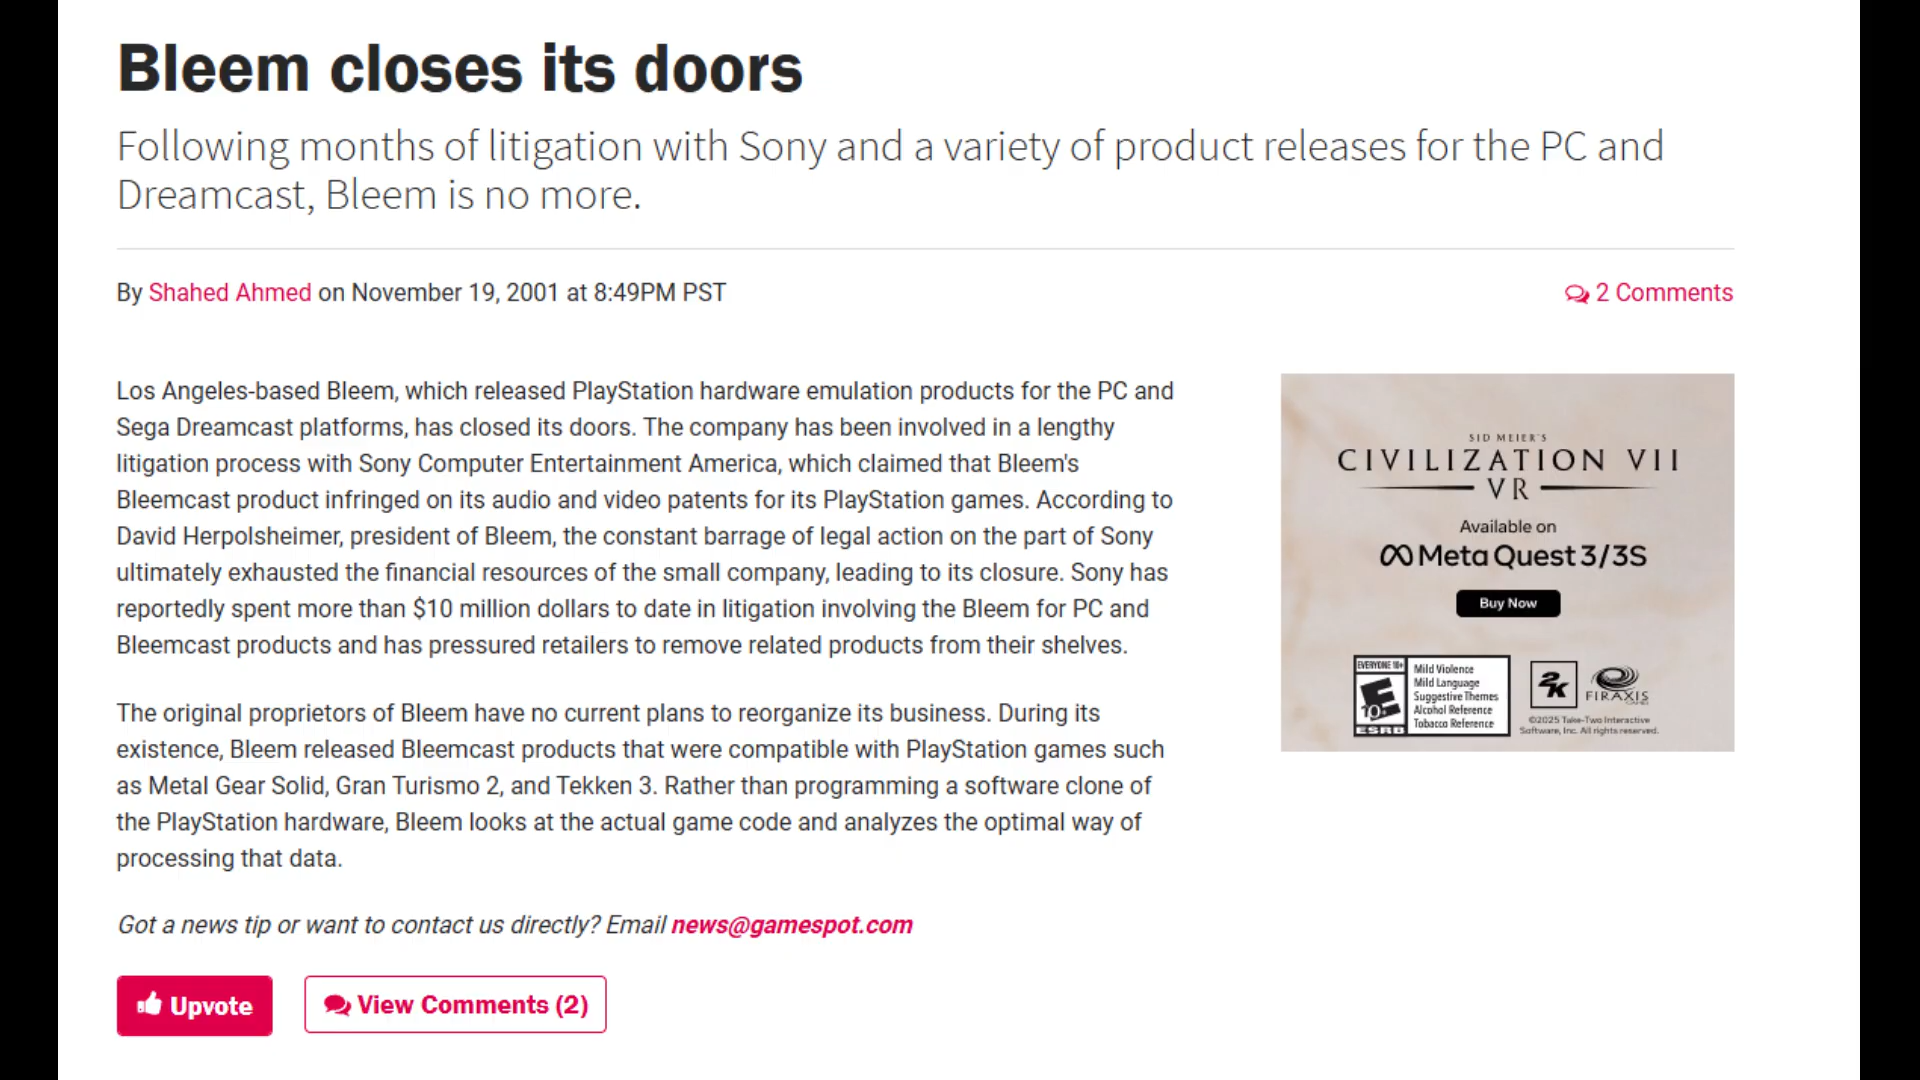 Bleem closes its doors
Following months of litigation with Sony and a variety of product releases for the PC and
Dreamcast, Bleem is no more.
By Shahed Ahmed on November 19, 2001 at 8:49PM PST
2 Comments
Los Angeles-based Bleem, which released PlayStation hardware emulation products for the PC and
Sega Dreamcast platforms, has closed its doors. The company has been involved in a lengthy
litigation process with Sony Computer Entertainment America, which claimed that Bleem's
Bleemcast product infringed on its audio and video patents for its PlayStation games. According to
David Herpolsheimer, president of Bleem, the constant barrage of legal action on the part of Sony
ultimately exhausted the financial resources of the small company, leading to its closure. Sony has
reportedly spent more than $10 million dollars to date in litigation involving the Bleem for PC and
Bleemcast products and has pressured retailers to remove related products from their shelves.
The original proprietors of Bleem have no current plans to reorganize its business. During its
existence, Bleem released Bleemcast products that were compatible with PlayStation games such
as Metal Gear Solid, Gran Turismo 2, and Tekken 3. Rather than programming a software clone of
the PlayStation hardware, Bleem looks at the actual game code and analyzes the optimal way of
processing that data.
Got a news tip or want to contact us directly? Email news@gamespot.com
Upvote
View Comments (2)
SID MEIER'S
CIVILIZATION VII
VR
Available on
Meta Quest 3/3S
Buy Now
EVERYONE 10+
E
10+
ESRB
Mild Violence
Mild Language
Suggestive Themes
Alcohol Reference
Tobacco Reference
2K
FIRAXIS
GAMES
©2025 Take-Two Interactive
Software, Inc. All rights reserved.